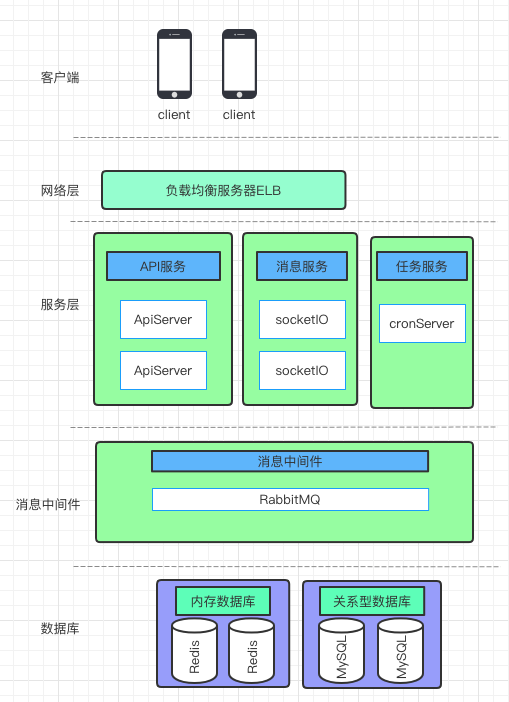 客户端
client
client
网络层
负载均衡服务器ELB
服务层
API服务
消息服务
任务服务
ApiServer
socketIO
cronServer
ApiServer
socketIO
消息中间件
消息中间件
RabbitMQ
数据库
内存数据库
关系型数据库
Redis
Redis
MySQL
MySQL